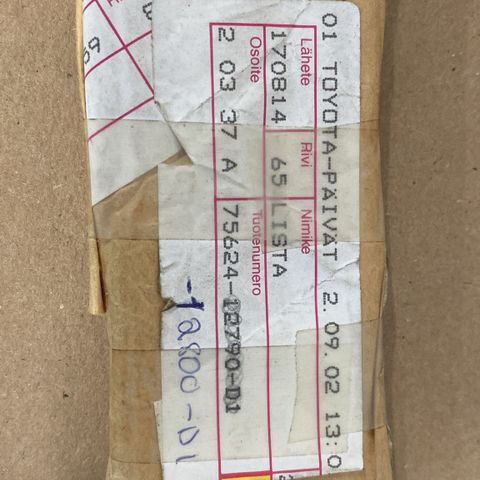 01 TOYOTA-PÄIVÄT 2.09.02 13:0
Lähete Rivi Nimike
170814 65 LISTA
Osoite Tuotenumero
2 03 37 A 75624-12790-D1
-12800-D1
59